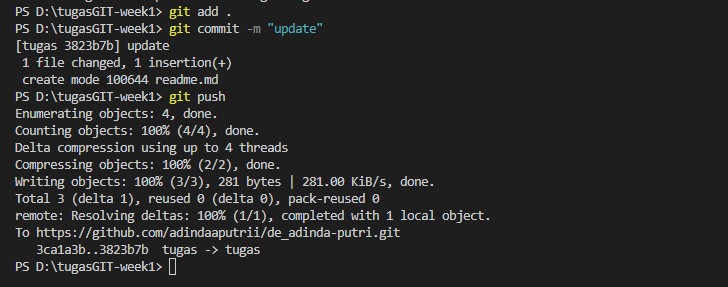 PS D:\tugasGIT-week1> git add .
PS D:\tugasGIT-week1> git commit -m "update"
[tugas 3823b7b] update
 1 file changed, 1 insertion(+)
 create mode 100644 readme.md
PS D:\tugasGIT-week1> git push
Enumerating objects: 4, done.
Counting objects: 100% (4/4), done.
Delta compression using up to 4 threads
Compressing objects: 100% (2/2), done.
Writing objects: 100% (3/3), 281 bytes | 281.00 KiB/s, done.
Total 3 (delta 1), reused 0 (delta 0), pack-reused 0
remote: Resolving deltas: 100% (1/1), completed with 1 local object.
To https://github.com/adindaaputrii/de_adinda-putri.git
   3ca1a3b..3823b7b  tugas -> tugas
PS D:\tugasGIT-week1>